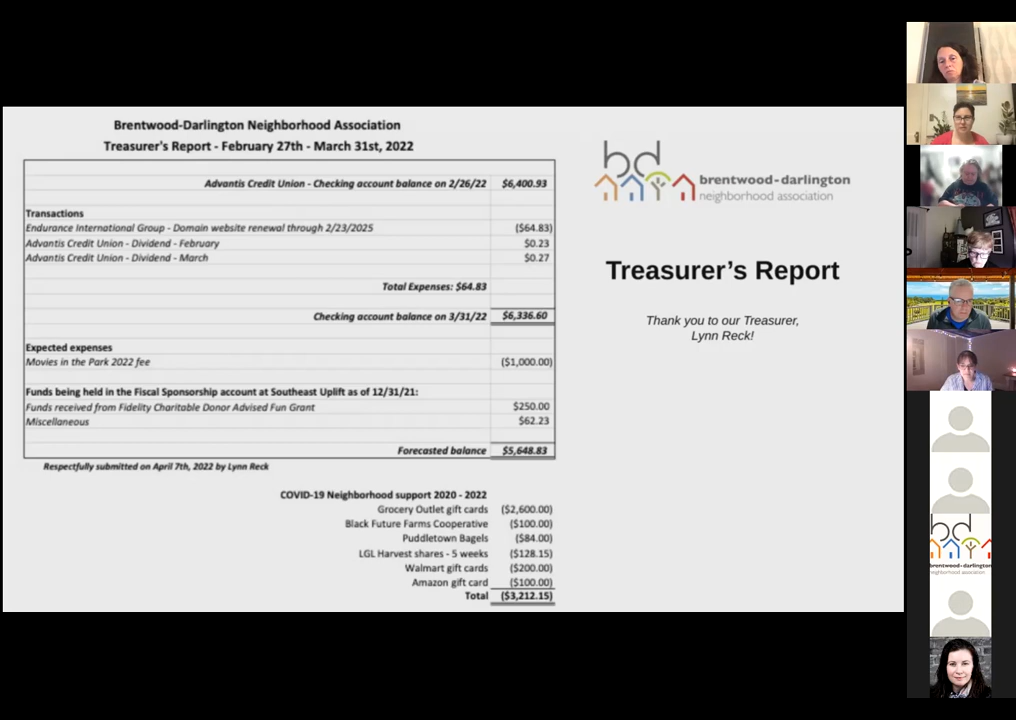 Brentwood-Darlington Neighborhood Association
Treasurer's Report - February 27th - March 31st, 2022
Advantis Credit Union - Checking account balance on 2/26/22 $6,400.93
Transactions
Endurance International Group - Domain website renewal through 2/23/2025 ($64.83)
Advantis Credit Union - Dividend - February $0.23
Advantis Credit Union - Dividend - March $0.27
Total Expenses: $64.83
Checking account balance on 3/31/22 $6,336.60
Expected expenses
Movies in the Park 2022 fee ($1,000.00)
Funds being held in the Fiscal Sponsorship account at Southeast Uplift as of 12/31/21:
Funds received from Fidelity Charitable Donor Advised Fun Grant $250.00
Miscellaneous $62.23
Forecasted balance $5,648.83
Respectfully submitted on April 7th, 2022 by Lynn Reck
COVID-19 Neighborhood support 2020 - 2022
Grocery Outlet gift cards ($2,600.00)
Black Future Farms Cooperative ($100.00)
Puddletown Bagels ($84.00)
LGL Harvest shares - 5 weeks ($128.15)
Walmart gift cards ($200.00)
Amazon gift card ($100.00)
Total ($3,212.15)
bd
brentwood-darlington
neighborhood association
Treasurer's Report
Thank you to our Treasurer,
Lynn Reck!
bd
brentwood-darlington
neighborhood association